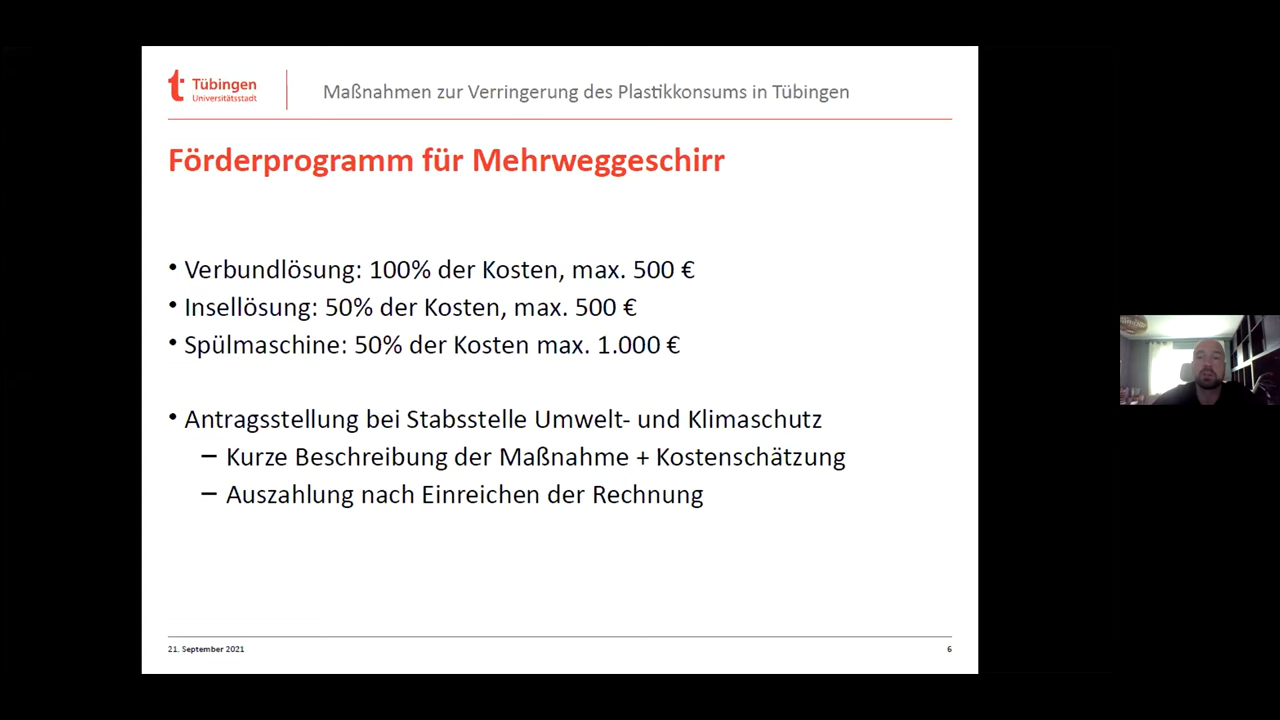 Tübingen
Universitätsstadt
Maßnahmen zur Verringerung des Plastikkonsums in Tübingen
Förderprogramm für Mehrweggeschirr
• Verbundlösung: 100% der Kosten, max. 500 €
• Insellösung: 50% der Kosten, max. 500 €
• Spülmaschine: 50% der Kosten max. 1.000 €
• Antragsstellung bei Stabsstelle Umwelt- und Klimaschutz
– Kurze Beschreibung der Maßnahme + Kostenschätzung
– Auszahlung nach Einreichen der Rechnung
21. September 2021
6